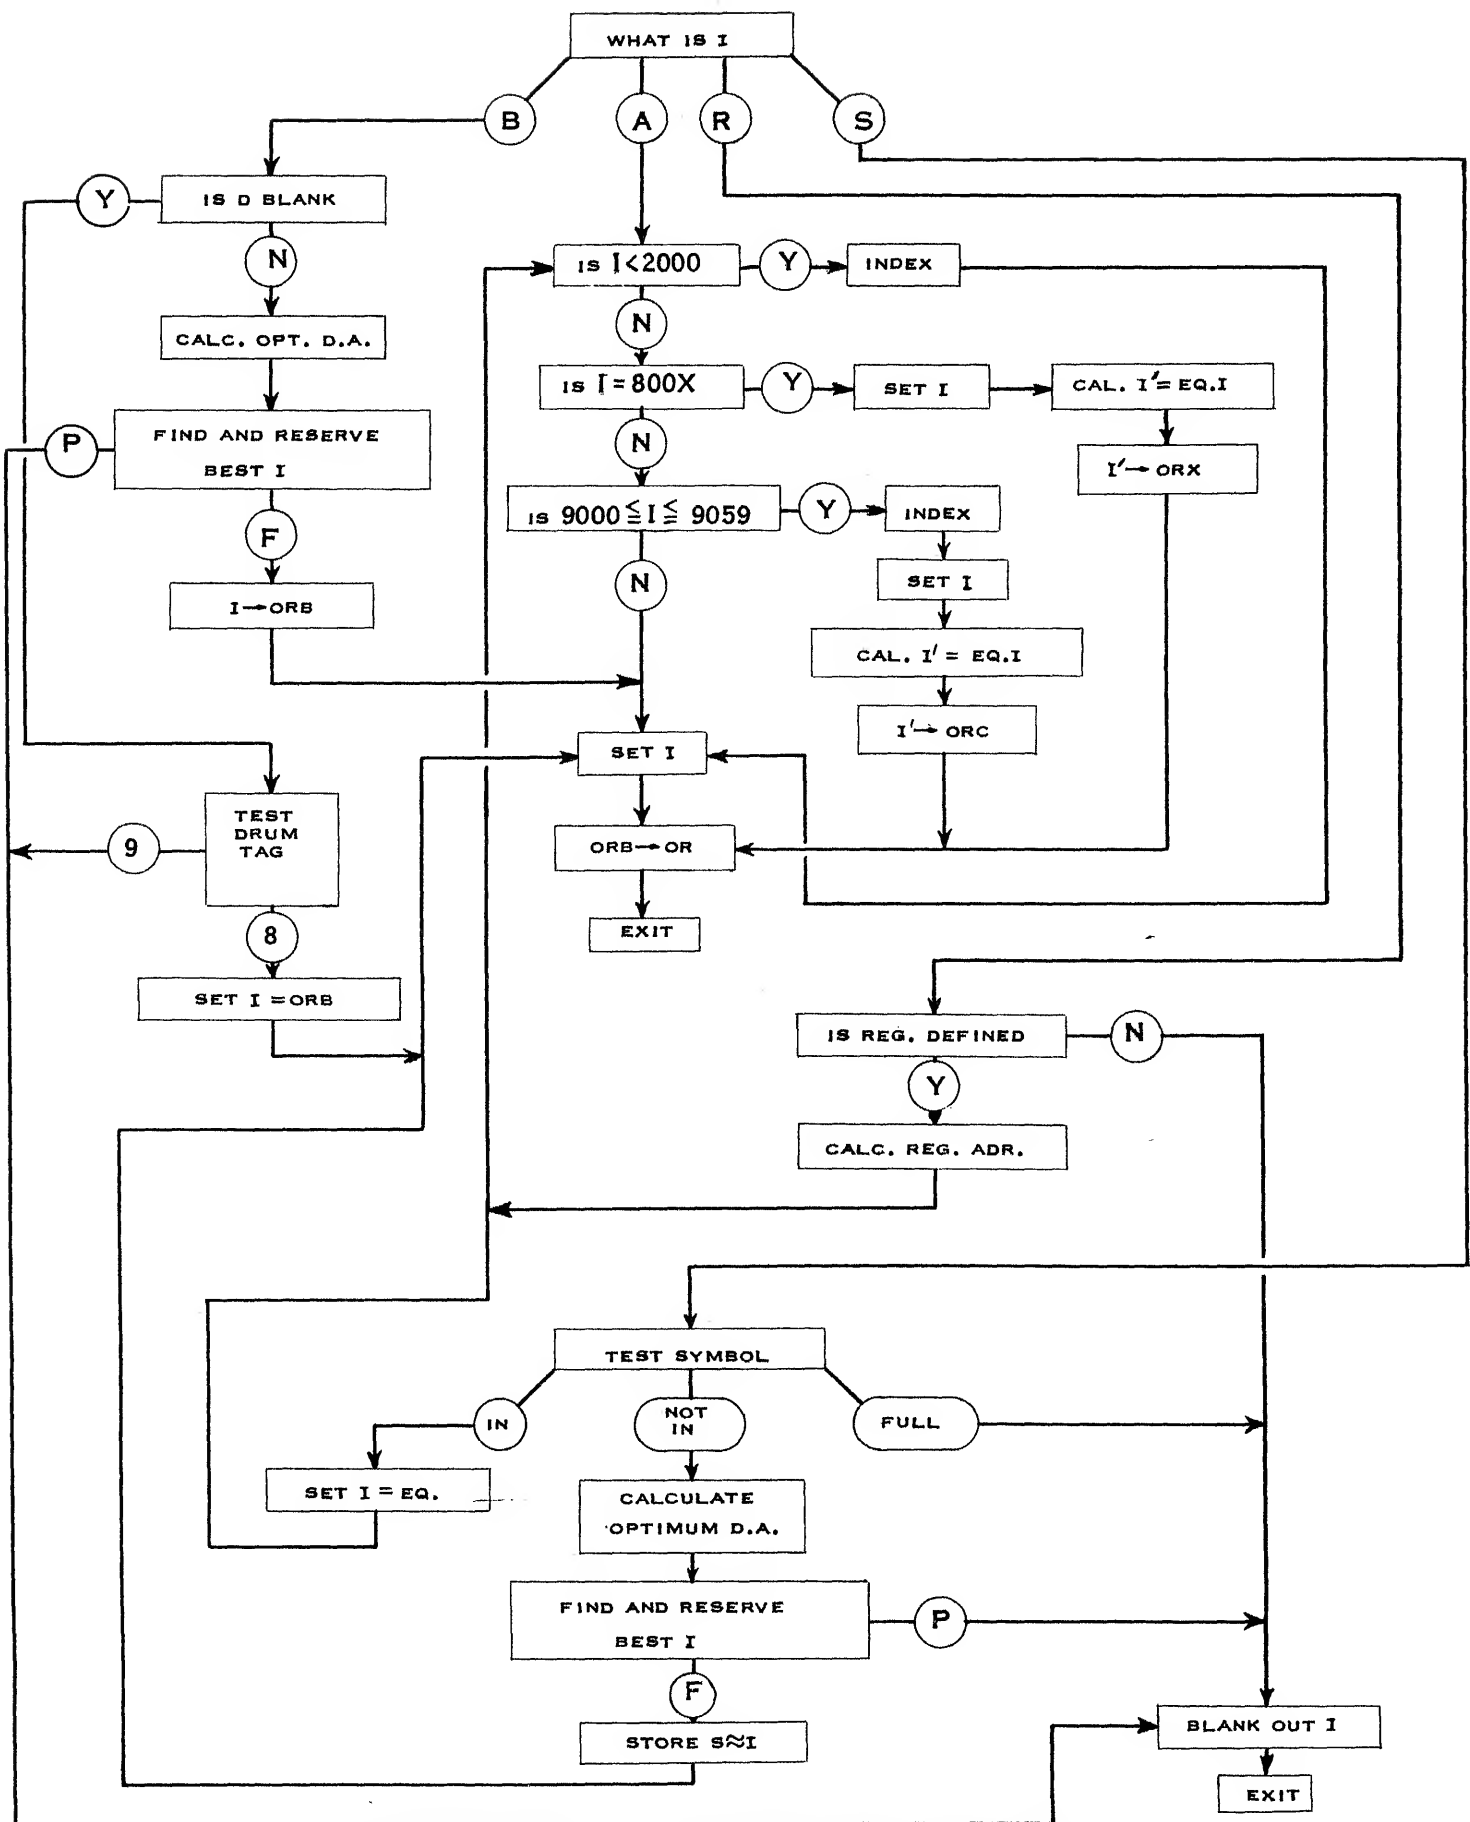 WHAT IS I
B
A
R
S
IS D BLANK
Y
N
CALC. OPT. D.A.
FIND AND RESERVE
BEST I
P
F
I→ORB
IS I<2000
Y
INDEX
N
IS I=800X
Y
SET I
CAL. I'=EQ.I
I'→ORX
N
IS 9000≦I≦ 9059
Y
INDEX
N
SET I
CAL. I' = EQ.I
I'→ ORC
SET I
ORB→OR
EXIT
TEST
DRUM
TAG
9
8
SET I =ORB
IS REG. DEFINED
N
Y
CALC. REG. ADR.
TEST SYMBOL
IN
NOT
IN
FULL
SET I = EQ.
CALCULATE
OPTIMUM D.A.
FIND AND RESERVE
BEST I
P
F
STORE S≈I
BLANK OUT I
EXIT